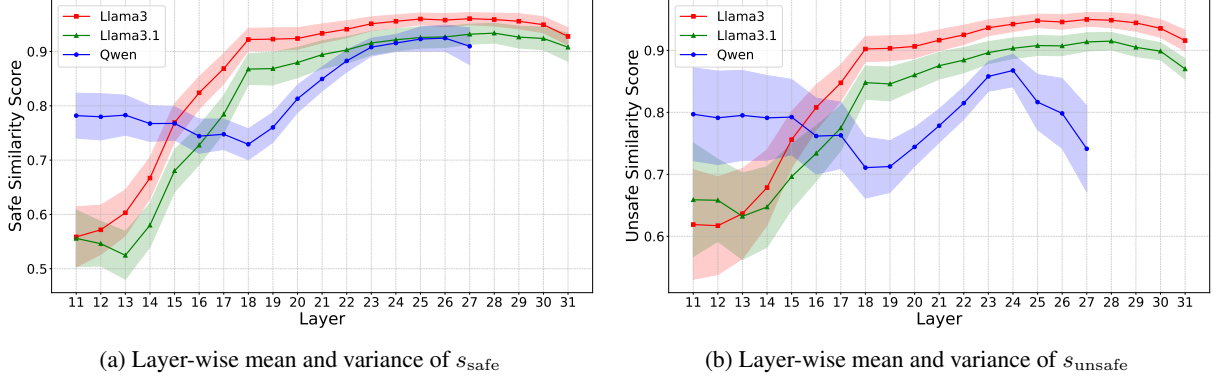 Llama3
Llama3.1
Qwen
Safe Similarity Score
0.9
0.8
0.7
0.6
0.5
11 12 13 14 15 16 17 18 19 20 21 22 23 24 25 26 27 28 29 30 31
Layer
(a) Layer-wise mean and variance of s_safe
Llama3
Llama3.1
Qwen
Unsafe Similarity Score
0.9
0.8
0.7
0.6
11 12 13 14 15 16 17 18 19 20 21 22 23 24 25 26 27 28 29 30 31
Layer
(b) Layer-wise mean and variance of s_unsafe